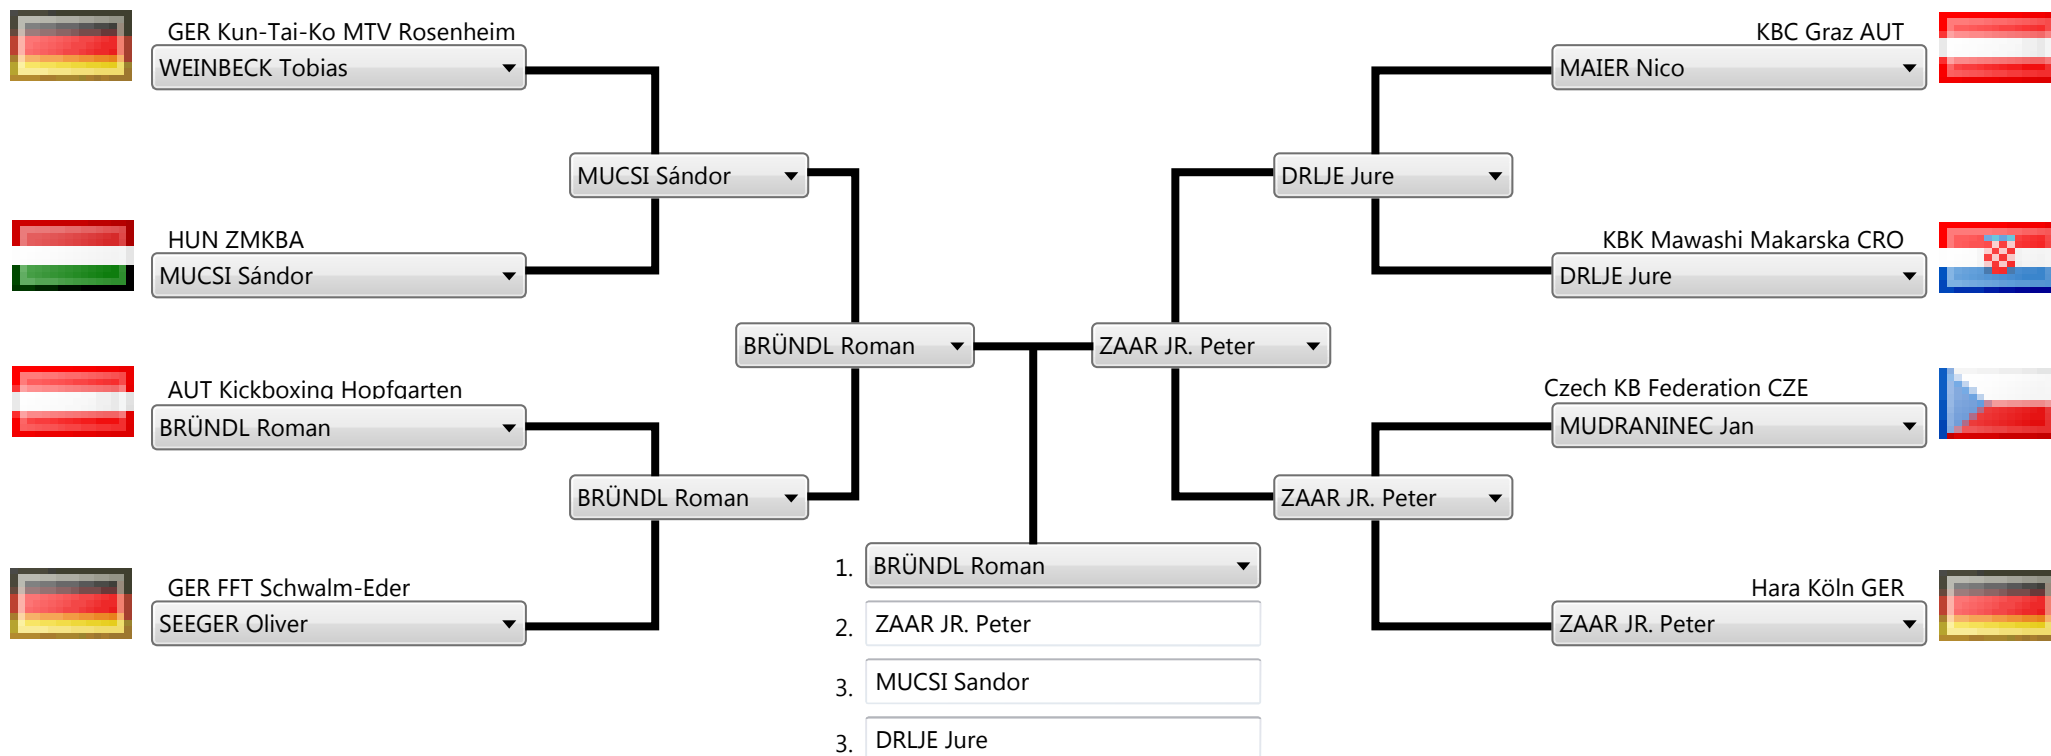 GER Kun-Tai-Ko MTV Rosenheim
WEINBECK Tobias
KBC Graz AUT
MAIER Nico
MUCSI Sándor
DRLJE Jure
HUN ZMKBA
MUCSI Sándor
KBK Mawashi Makarska CRO
DRLJE Jure
BRÜNDL Roman
ZAAR JR. Peter
AUT Kickboxing Hopfgarten
BRÜNDL Roman
Czech KB Federation CZE
MUDRANINEC Jan
BRÜNDL Roman
ZAAR JR. Peter
GER FFT Schwalm-Eder
SEEGER Oliver
Hara Köln GER
ZAAR JR. Peter
1. BRÜNDL Roman
2. ZAAR JR. Peter
3. MUCSI Sandor
3. DRLJE Jure